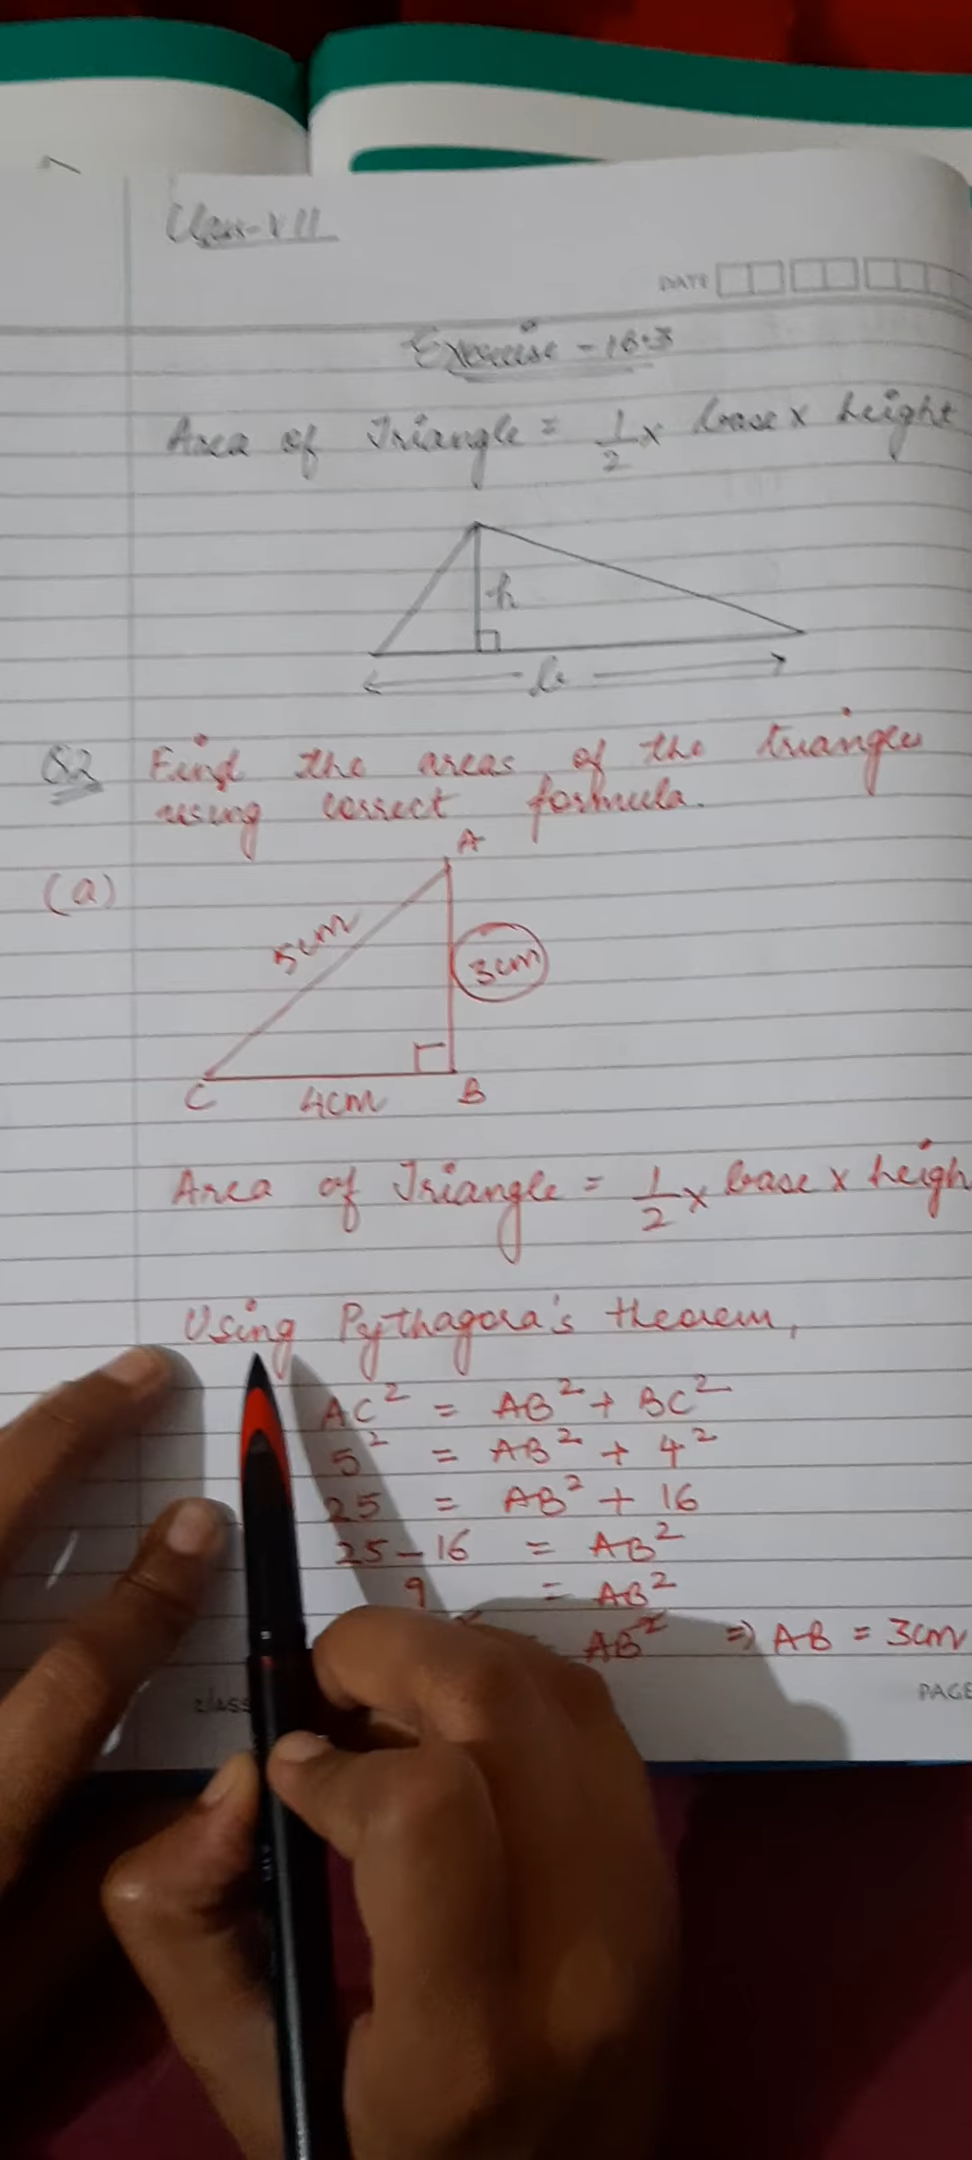 Class-VII
DATE
Exercise - 16.3
Area of Triangle = 1/2 x base x height
h
b
Q2 Find the areas of the triangles
using correct formula.
(a)
A
5cm
3cm
C 4cm B
Area of Triangle = 1/2 x base x heigh
Using Pythagora's theorem,
AC² = AB² + BC²
5² = AB² + 4²
25 = AB² + 16
25 - 16 = AB²
9 = AB²
= AB² ⇒ AB = 3cm
class
PAGE